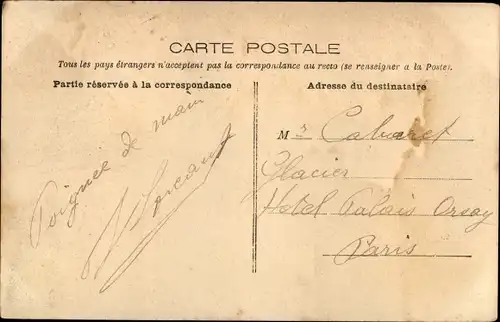 CARTE POSTALE
Tous les pays étrangers n'acceptent pas la correspondance au recto (se renseigner a la Poste).
Partie réservée à la correspondance
Poignée de main
Adresse du destinataire
Mr Cabaret
Glacier
Hotel Palais Orsay
Paris